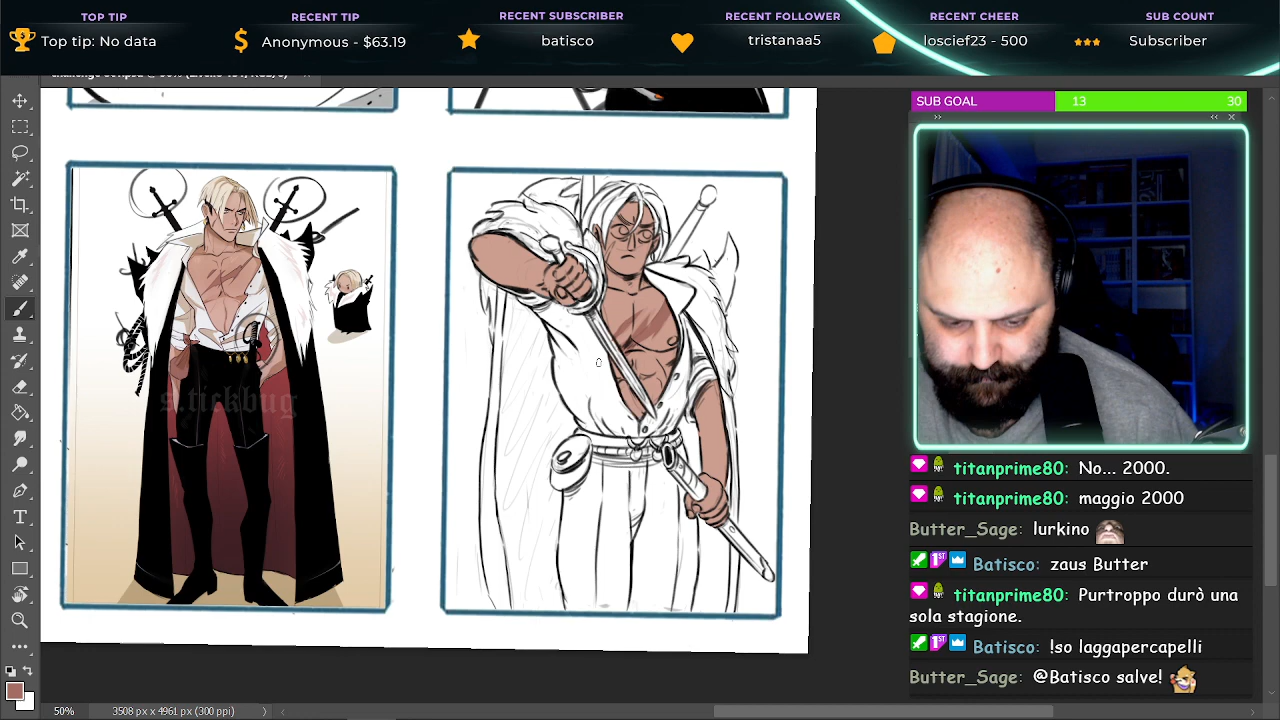 TOP TIP
Top tip: No data
RECENT TIP
Anonymous - $63.19
RECENT SUBSCRIBER
batisco
RECENT FOLLOWER
tristanaa5
RECENT CHEER
loscief23 - 500
SUB COUNT
Subscriber
SUB GOAL 13 30
s.tickbug
titanprime80: No... 2000.
titanprime80: maggio 2000
Butter_Sage: lurkino
Batisco: zaus Butter
titanprime80: Purtroppo durò una
sola stagione.
Batisco: !so laggapercapelli
Butter_Sage: @Batisco salve!
50% 3508 px x 4961 px (300 ppi)